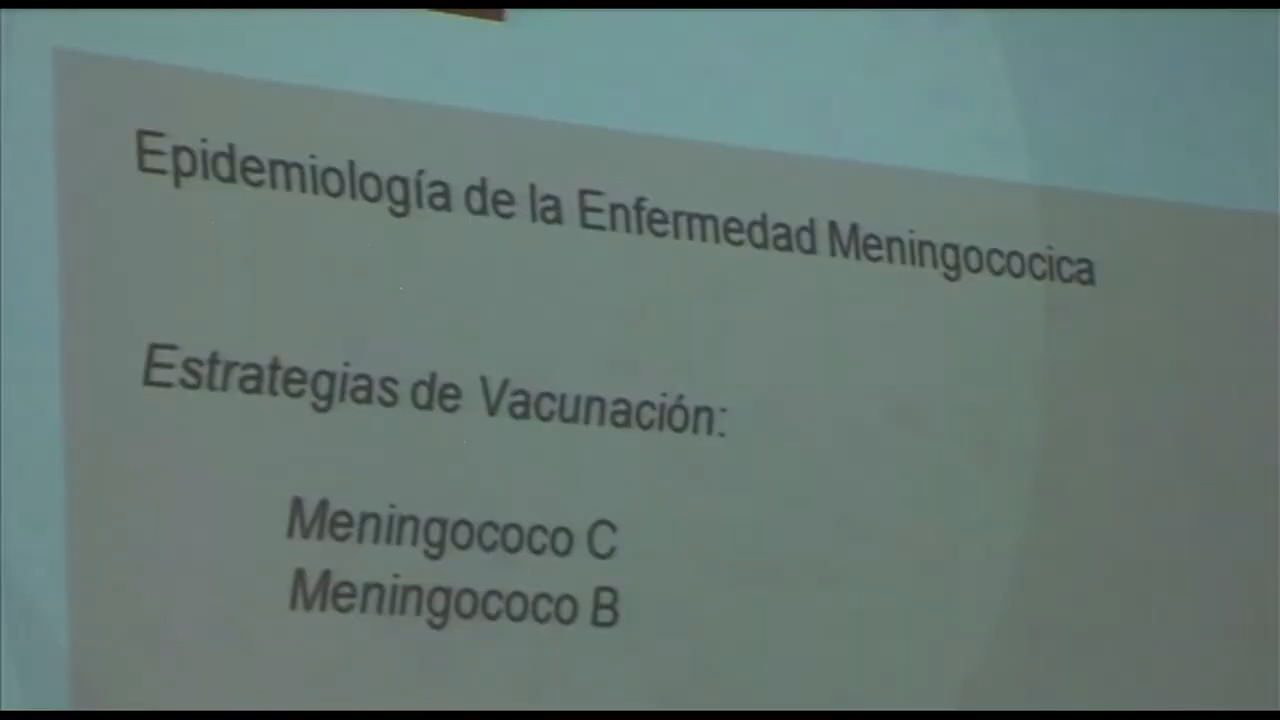 Epidemiología de la Enfermedad Meningococica
Estrategias de Vacunación:
Meningococo C
Meningococo B